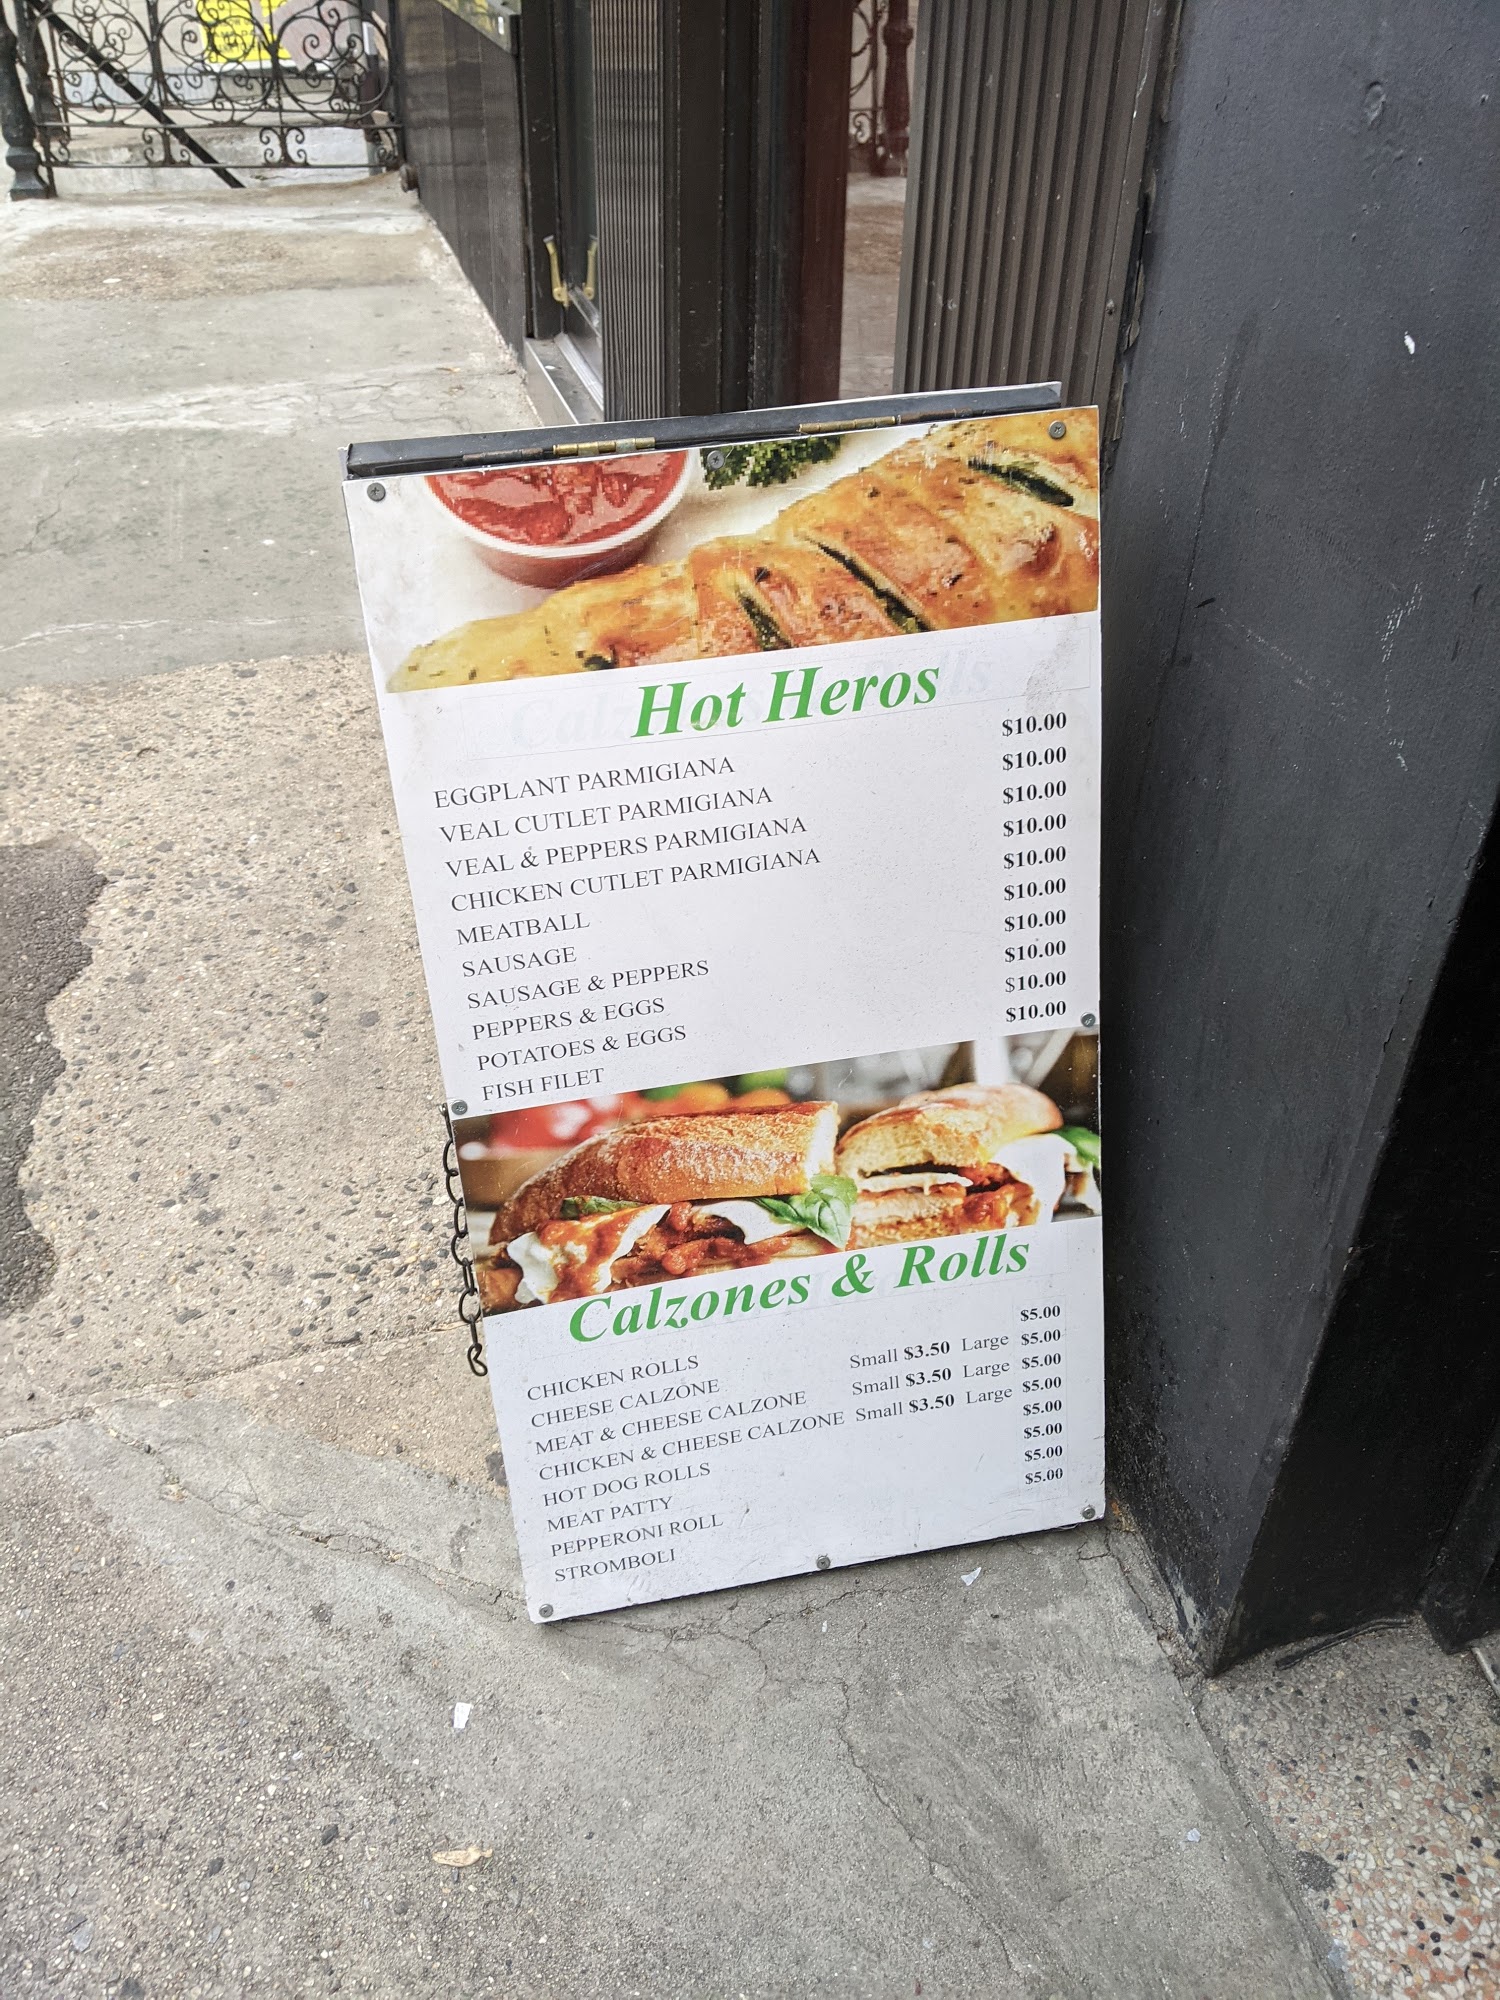 Hot Heros
EGGPLANT PARMIGIANA $10.00
VEAL CUTLET PARMIGIANA $10.00
VEAL & PEPPERS PARMIGIANA $10.00
CHICKEN CUTLET PARMIGIANA $10.00
MEATBALL $10.00
SAUSAGE $10.00
SAUSAGE & PEPPERS $10.00
PEPPERS & EGGS $10.00
POTATOES & EGGS $10.00
FISH FILET $10.00
Calzones & Rolls
CHICKEN ROLLS $5.00
CHEESE CALZONE Small $3.50 Large $5.00
MEAT & CHEESE CALZONE Small $3.50 Large $5.00
CHICKEN & CHEESE CALZONE Small $3.50 Large $5.00
HOT DOG ROLLS $5.00
MEAT PATTY $5.00
PEPPERONI ROLL $5.00
STROMBOLI $5.00